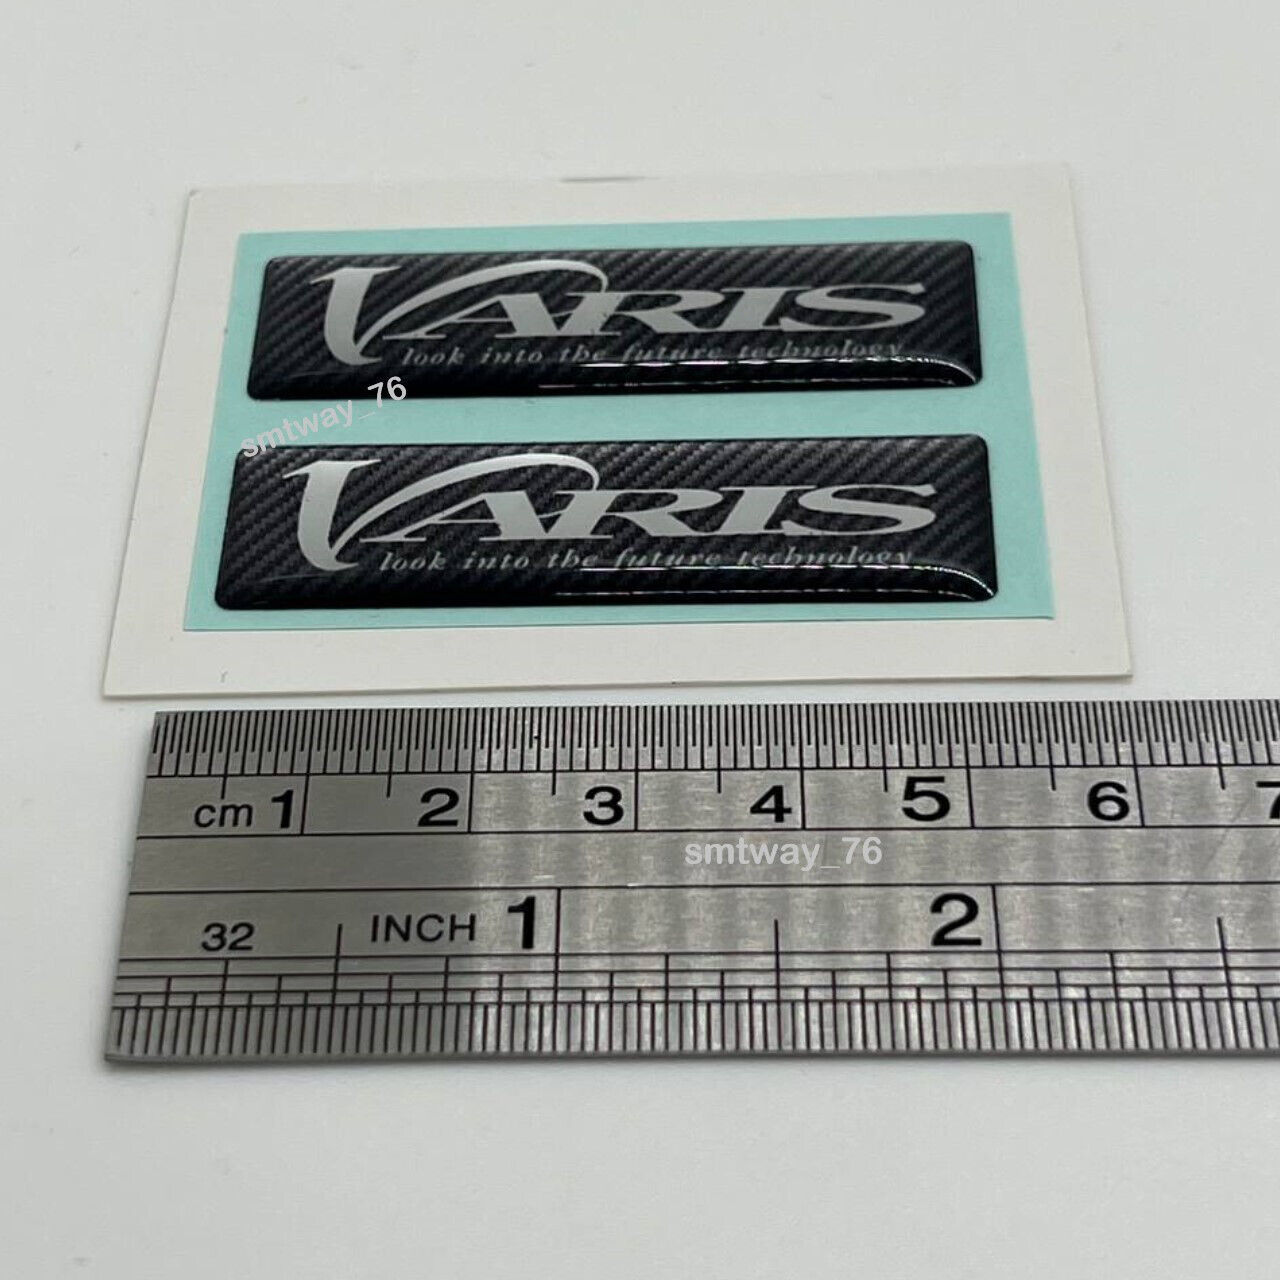 VARIS
look into the future technology
smtway_76
VARIS
look into the future technology
cm 1 2 3 4 5 6 7
smtway_76
32 INCH 1 2